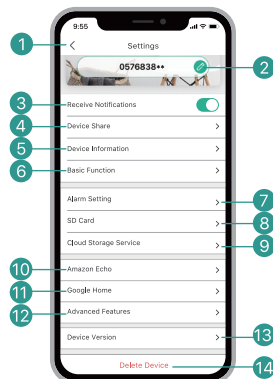 9:55
1
Settings
0576838**
2
3 Receive Notifications
4 Device Share
5 Device Information
6 Basic Function
Alarm Setting 7
SD Card 8
Cloud Storage Service 9
10 Amazon Echo
11 Google Home
12 Advanced Features
Device Version 13
Delete Device 14